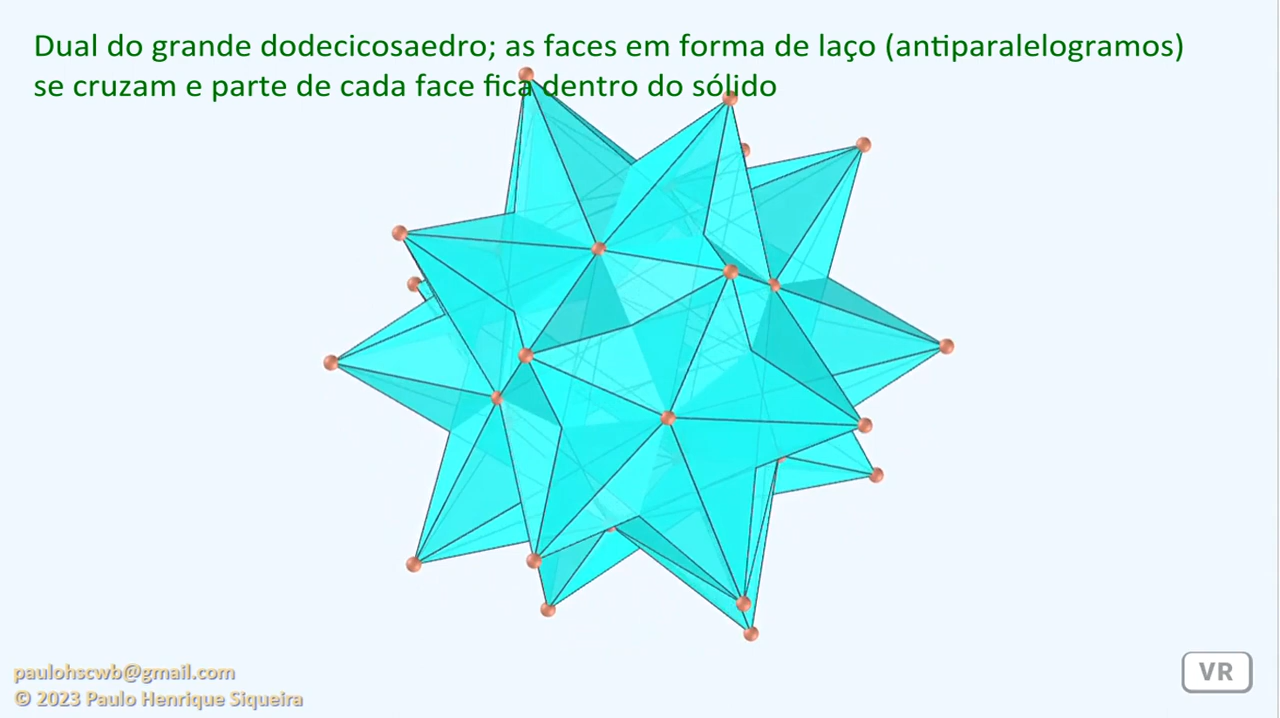 Dual do grande dodecicosaedro; as faces em forma de laço (antiparalelogramos)
se cruzam e parte de cada face fica dentro do sólido
paulohscwb@gmail.com
© 2023 Paulo Henrique Siqueira
VR